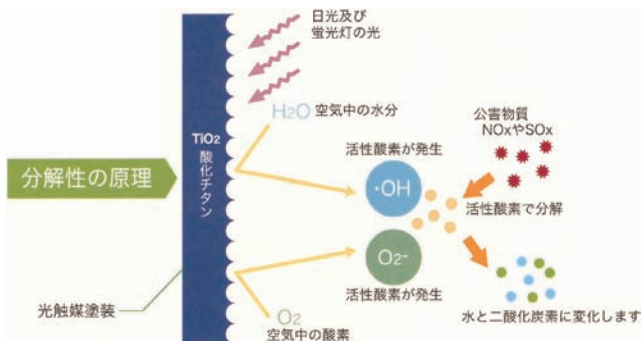 日光及び
蛍光灯の光
H2O 空気中の水分
公害物質
NOxやSOx
TiO2
酸化チタン
活性酸素が発生
分解性の原理
・OH
活性酸素で分解
O2-
光触媒塗装
活性酸素が発生
O2
空気中の酸素
水と二酸化炭素に変化します